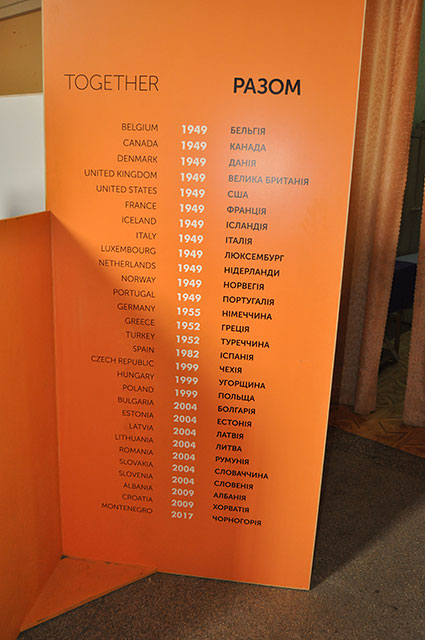 TOGETHER РАЗОМ
BELGIUM 1949 БЕЛЬГІЯ
CANADA 1949 КАНАДА
DENMARK 1949 ДАНІЯ
UNITED KINGDOM 1949 ВЕЛИКА БРИТАНІЯ
UNITED STATES 1949 США
FRANCE 1949 ФРАНЦІЯ
ICELAND 1949 ІСЛАНДІЯ
ITALY 1949 ІТАЛІЯ
LUXEMBOURG 1949 ЛЮКСЕМБУРГ
NETHERLANDS 1949 НІДЕРЛАНДИ
NORWAY 1949 НОРВЕГІЯ
PORTUGAL 1949 ПОРТУГАЛІЯ
GERMANY 1955 НІМЕЧЧИНА
GREECE 1952 ГРЕЦІЯ
TURKEY 1952 ТУРЕЧЧИНА
SPAIN 1982 ІСПАНІЯ
CZECH REPUBLIC 1999 ЧЕХІЯ
HUNGARY 1999 УГОРЩИНА
POLAND 1999 ПОЛЬЩА
BULGARIA 2004 БОЛГАРІЯ
ESTONIA 2004 ЕСТОНІЯ
LATVIA 2004 ЛАТВІЯ
LITHUANIA 2004 ЛИТВА
ROMANIA 2004 РУМУНІЯ
SLOVAKIA 2004 СЛОВАЧЧИНА
SLOVENIA 2004 СЛОВЕНІЯ
ALBANIA 2009 АЛБАНІЯ
CROATIA 2009 ХОРВАТІЯ
MONTENEGRO 2017 ЧОРНОГОРІЯ